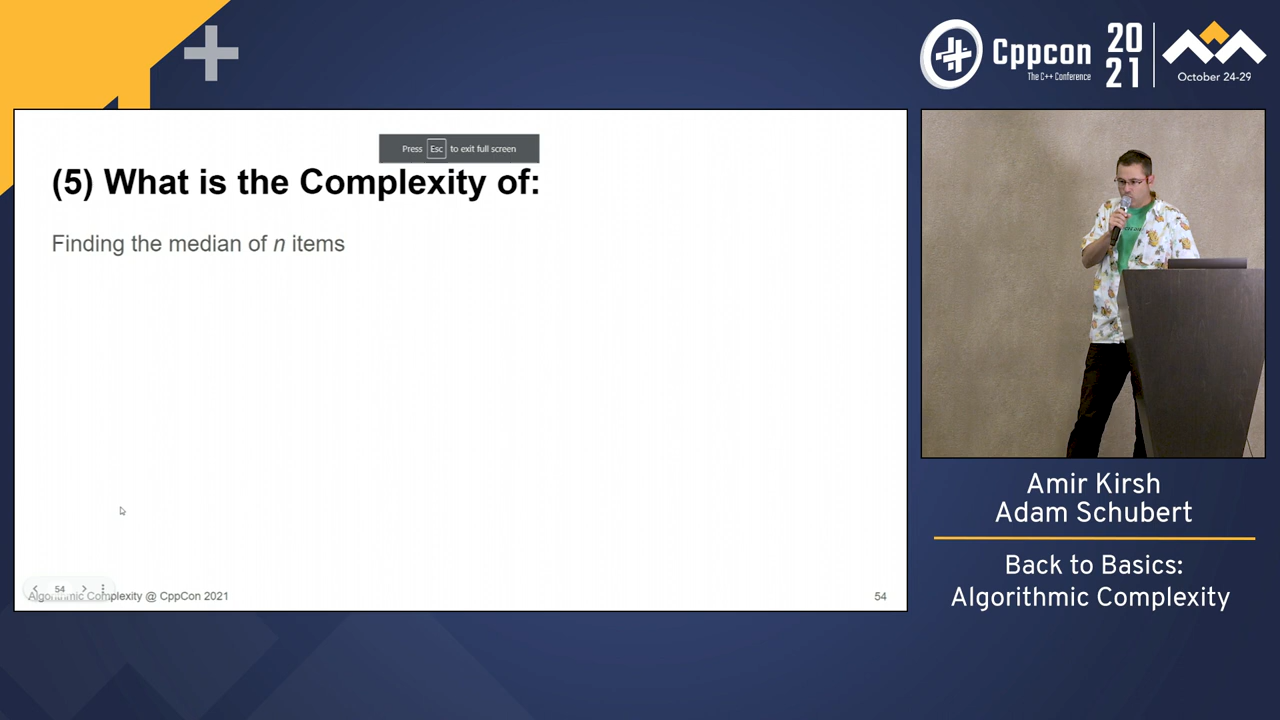 Cppcon
The C++ Conference
20
21
October 24-29
Press Esc to exit full screen
(5) What is the Complexity of:
Finding the median of n items
54
Algorithmic Complexity @ CppCon 2021
54
Amir Kirsh
Adam Schubert
Back to Basics:
Algorithmic Complexity